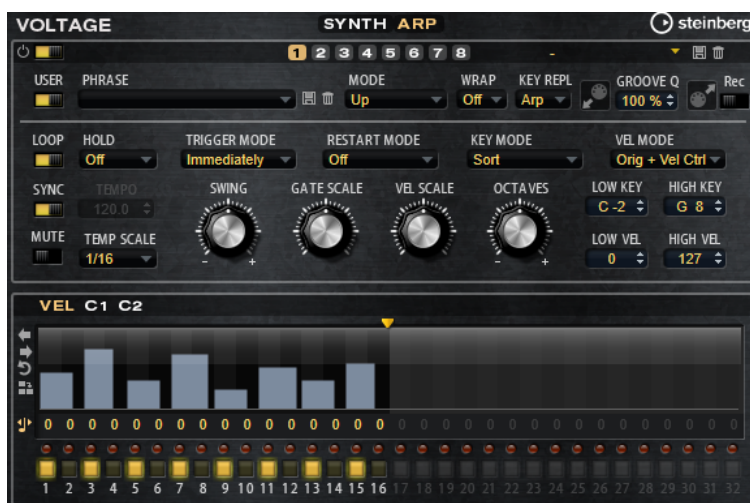 VOLTAGE SYNTH ARP steinberg
1 2 3 4 5 6 7 8 -
USER PHRASE MODE WRAP KEY REPL GROOVE Q Rec
Up Off Arp 100 %
LOOP HOLD TRIGGER MODE RESTART MODE KEY MODE VEL MODE
Off Immediately Off Sort Orig + Vel Ctrl
SYNC TEMPO SWING GATE SCALE VEL SCALE OCTAVES LOW KEY HIGH KEY
120.0 C -2 G 8
MUTE TEMP SCALE - + LOW VEL HIGH VEL
1/16 0 127
VEL C1 C2
0 0 0 0 0 0 0 0 0 0 0 0 0 0 0 0 0 0 0 0 0 0 0 0 0 0 0 0 0 0 0 0
1 2 3 4 5 6 7 8 9 10 11 12 13 14 15 16 17 18 19 20 21 22 23 24 25 26 27 28 29 30 31 32